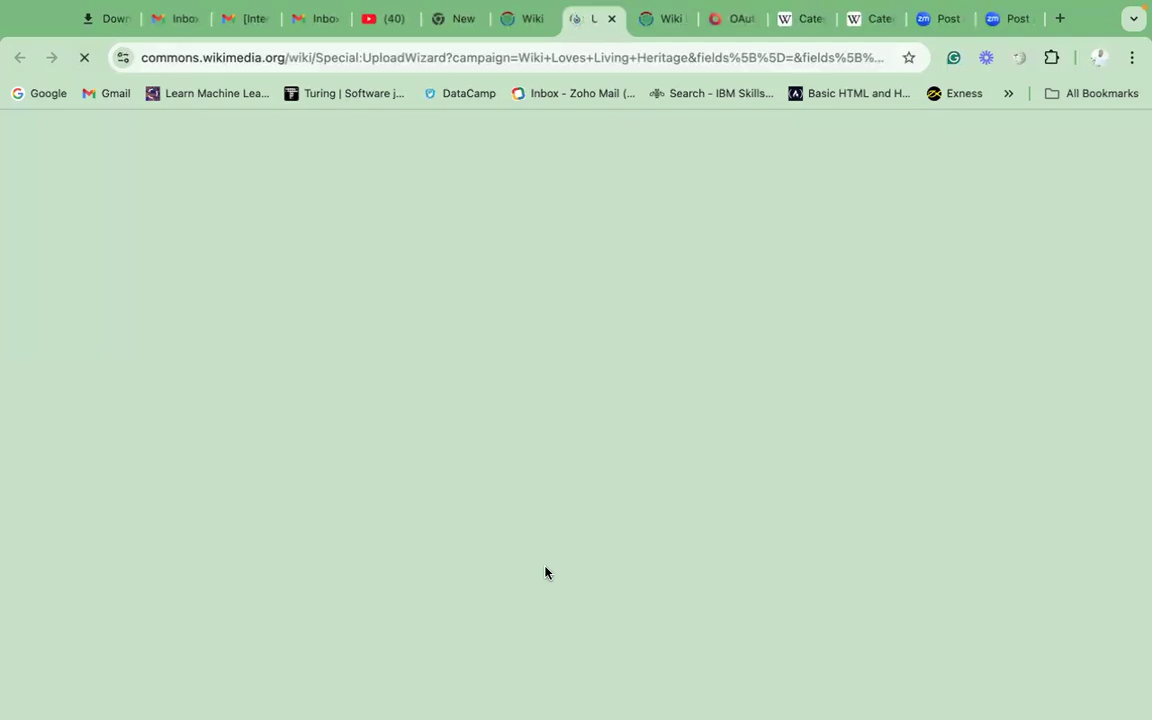 Down Inbox [Inte Inbox (40) New Wiki L Wiki OAut Cate Cate Post Post
commons.wikimedia.org/wiki/Special:UploadWizard?campaign=Wiki+Loves+Living+Heritage&fields%5B%5D=&fields%5B%...
Google Gmail Learn Machine Lea... Turing | Software j... DataCamp Inbox - Zoho Mail (... Search - IBM Skills... Basic HTML and H... Exness » All Bookmarks